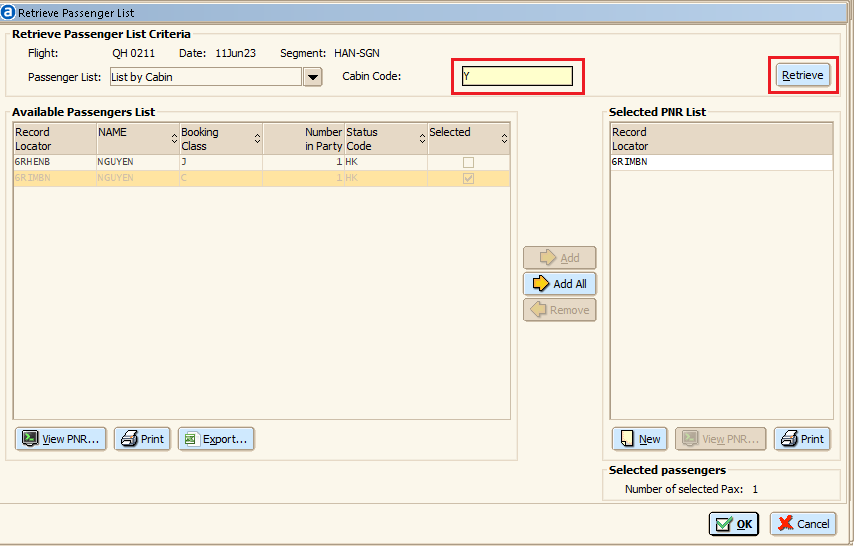 a Retrieve Passenger List
Retrieve Passenger List Criteria
Flight: QH 0211 Date: 11Jun23 Segment: HAN-SGN
Passenger List: List by Cabin Cabin Code: Y Retrieve
Available Passengers List
Record Locator NAME Booking Class Number in Party Status Code Selected
6RHENB NGUYEN J 1 HK
6RIMBN NGUYEN C 1 HK
Add
Add All
Remove
View PNR... Print Export...
Selected PNR List
Record
Locator
6RIMBN
New View PNR... Print
Selected passengers
Number of selected Pax: 1
OK Cancel